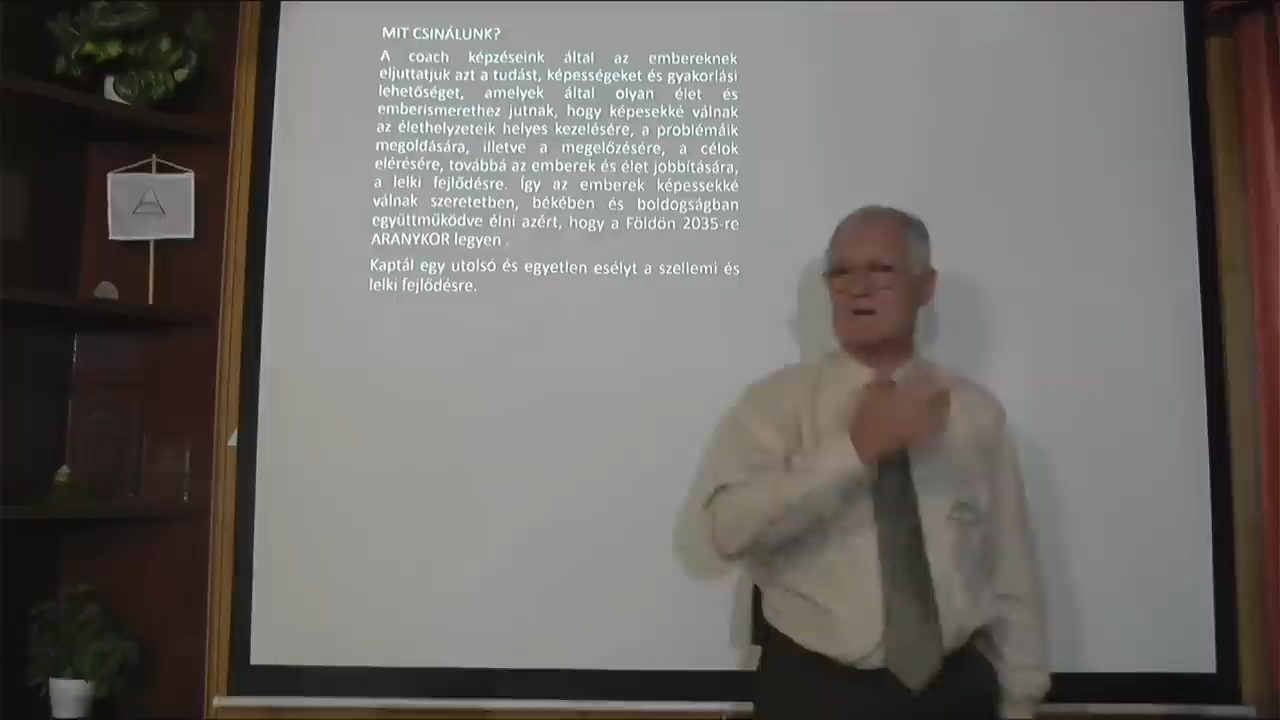 MIT CSINÁLUNK?
A coach képzéseink által az embereknek
eljuttatjuk azt a tudást, képességeket és gyakorlási
lehetőséget, amelyek által olyan élet és
emberismerethez jutnak, hogy képesekké válnak
az élethelyzeteik helyes kezelésére, a problémáik
megoldására, illetve a megelőzésére, a célok
elérésére, továbbá az emberek és élet jobbítására,
a lelki fejlődésre. Így az emberek képessekké
válnak szeretetben, békében és boldogságban
együttműködve élni azért, hogy a Földön 2035-re
ARANYKOR legyen .
Kaptál egy utolsó és egyetlen esélyt a szellemi és
lelki fejlődésre.